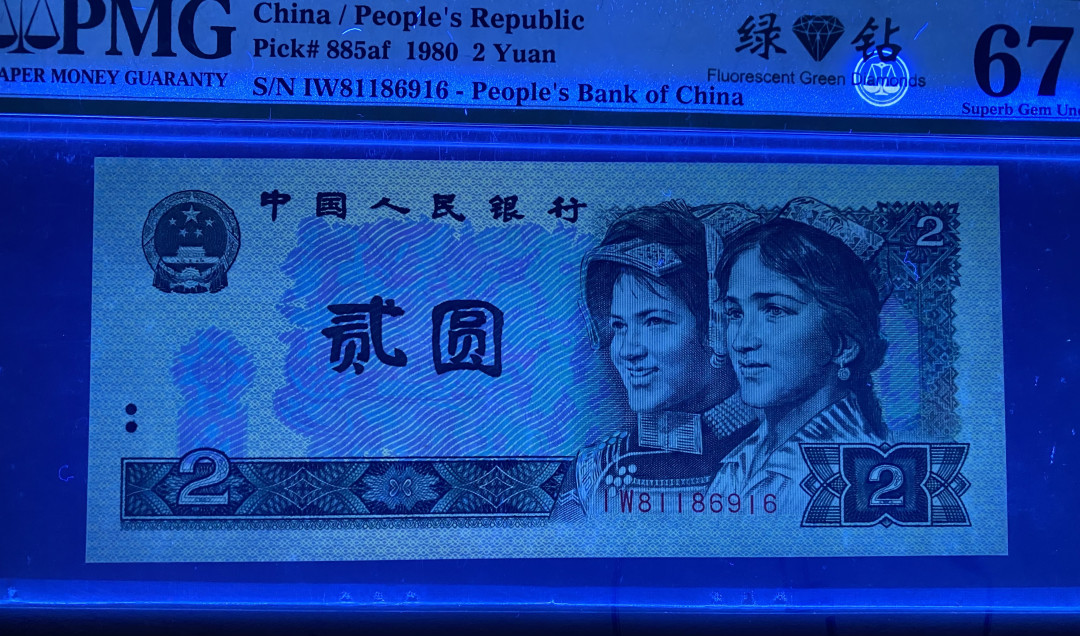 PMG
APER MONEY GUARANTY
China / People's Republic
Pick# 885af 1980 2 Yuan
S/N IW81186916 - People's Bank of China
绿 钻
Fluorescent Green Diamonds
67
Superb Gem Unc
中国人民银行
2
贰圆
2
IW81186916
2